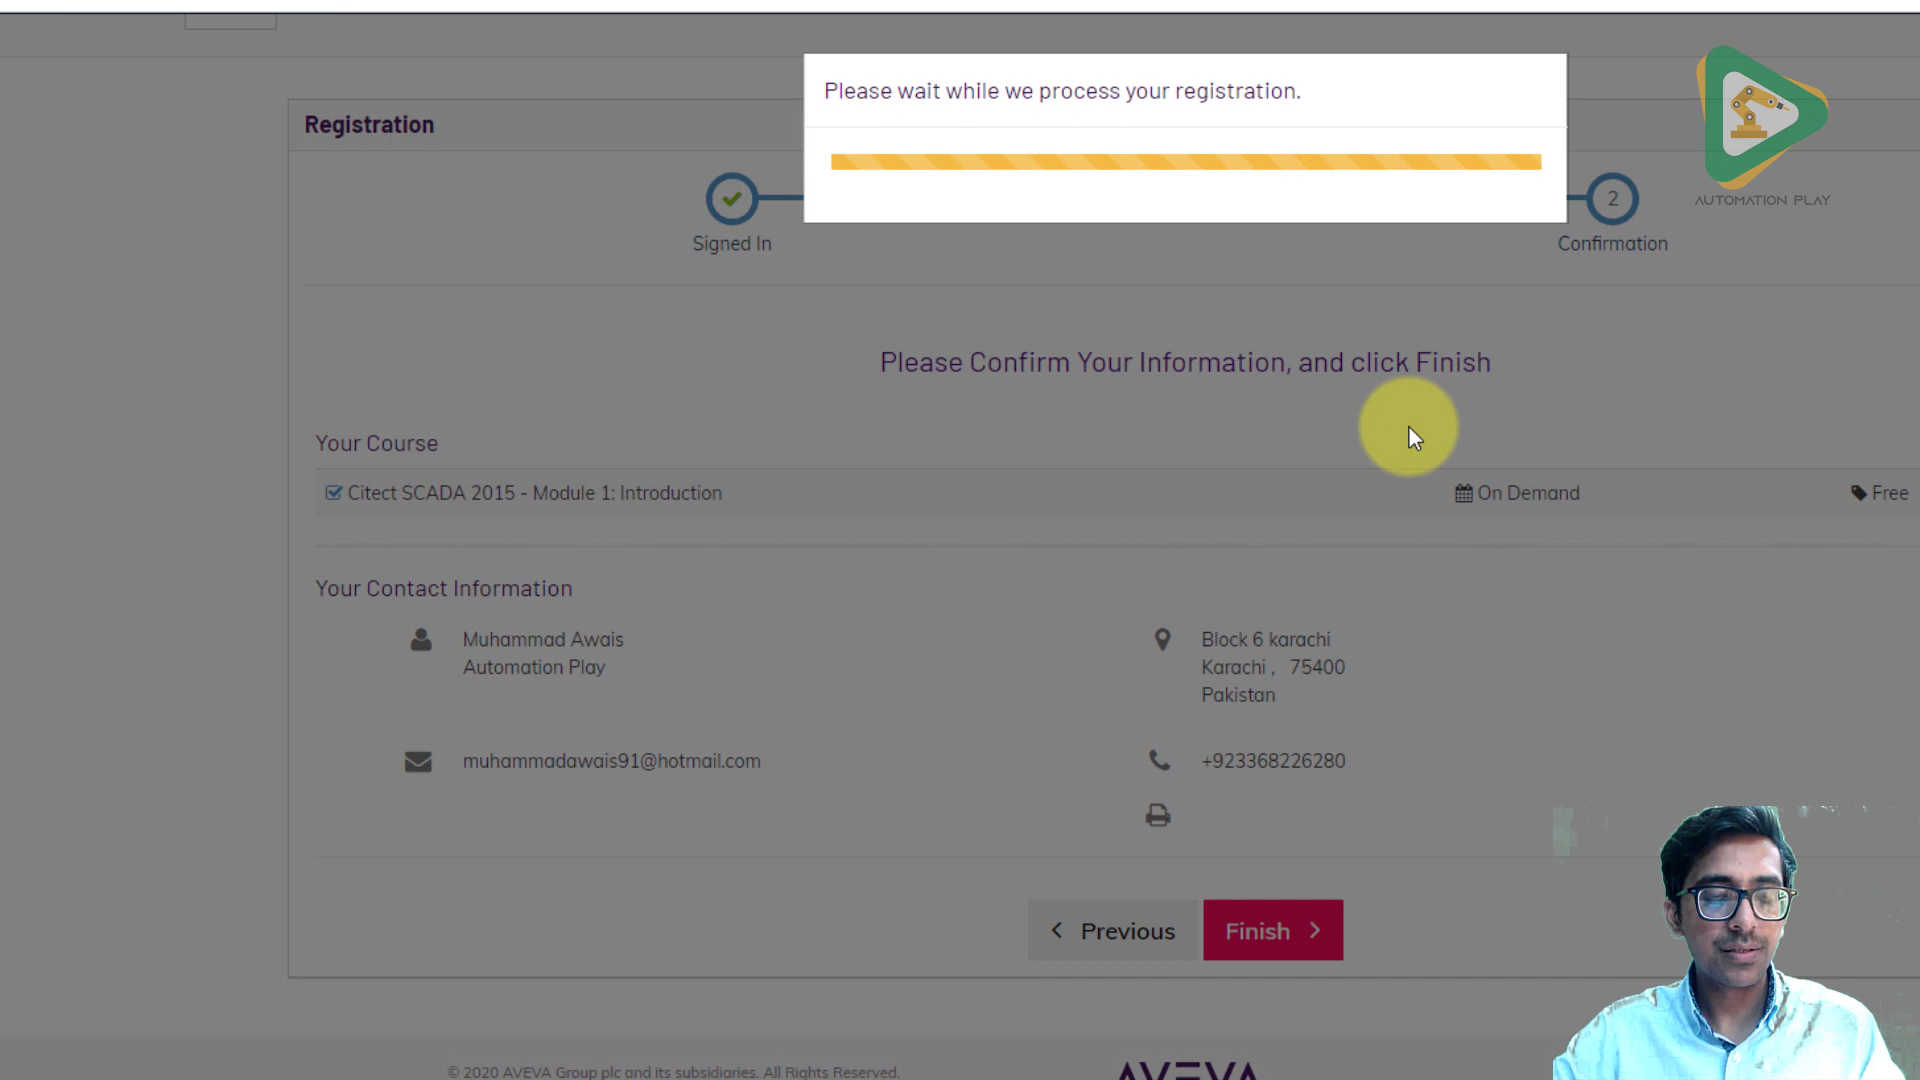 Please wait while we process your registration.
Registration
AUTOMATION PLAY
2
Signed In
Confirmation
Please Confirm Your Information, and click Finish
Your Course
Citect SCADA 2015 - Module 1: Introduction
On Demand
Free
Your Contact Information
Muhammad Awais
Automation Play
Block 6 karachi
Karachi , 75400
Pakistan
muhammadawais91@hotmail.com
+923368226280
Previous
Finish
© 2020 AVEVA Group plc and its subsidiaries. All Rights Reserved.
AVEVA